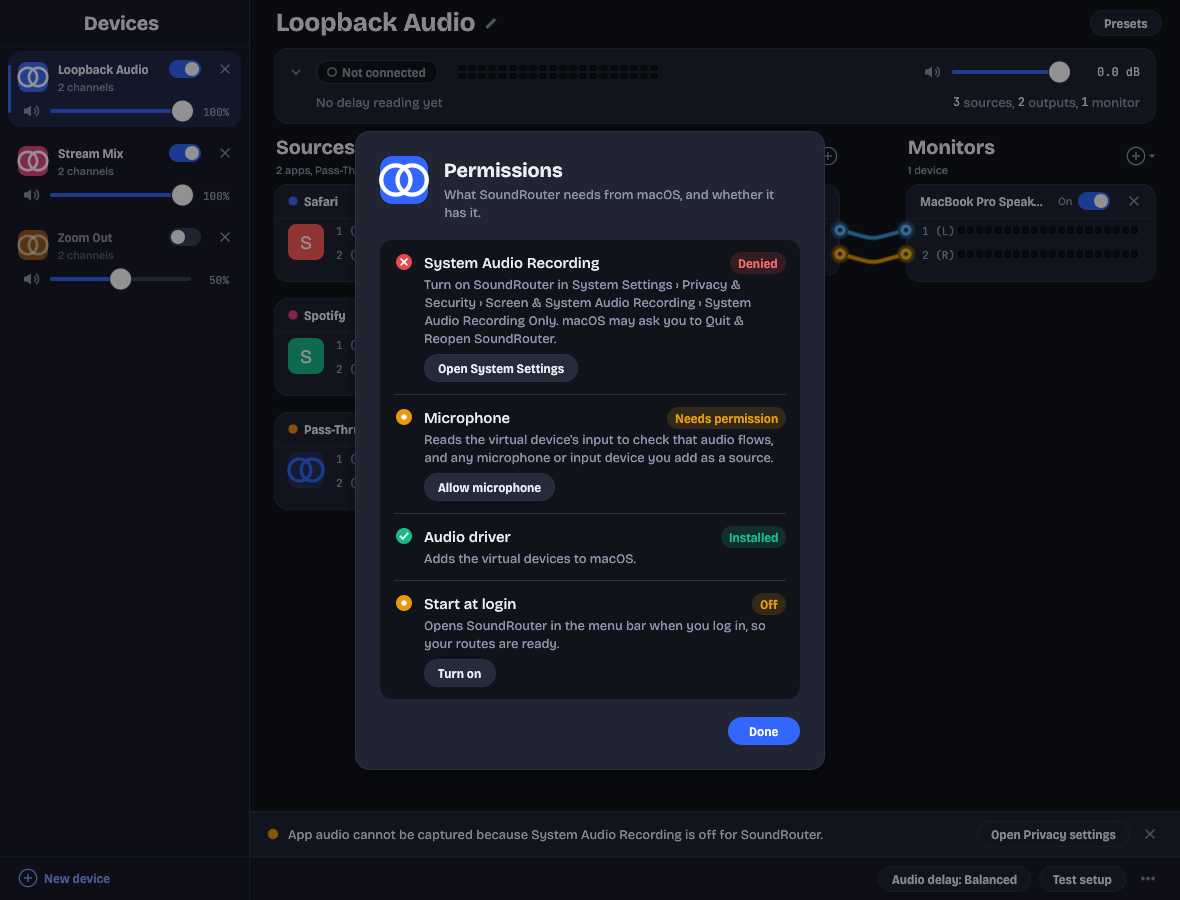 Devices
Loopback Audio
2 channels
100%
Stream Mix
2 channels
100%
Zoom Out
2 channels
50%
New device
Loopback Audio
Presets
Not connected
0.0 dB
No delay reading yet
3 sources, 2 outputs, 1 monitor
Sources
2 apps, Pass-Th
Safari
S
1 (
2 (
Spotify
S
1 (
2 (
Pass-Thr
1 (
2 (
Monitors
1 device
MacBook Pro Speak...
On
1 (L)
2 (R)
Permissions
What SoundRouter needs from macOS, and whether it
has it.
System Audio Recording
Denied
Turn on SoundRouter in System Settings › Privacy &
Security › Screen & System Audio Recording › System
Audio Recording Only. macOS may ask you to Quit &
Reopen SoundRouter.
Open System Settings
Microphone
Needs permission
Reads the virtual device's input to check that audio flows,
and any microphone or input device you add as a source.
Allow microphone
Audio driver
Installed
Adds the virtual devices to macOS.
Start at login
Off
Opens SoundRouter in the menu bar when you log in, so
your routes are ready.
Turn on
Done
App audio cannot be captured because System Audio Recording is off for SoundRouter.
Open Privacy settings
Audio delay: Balanced
Test setup